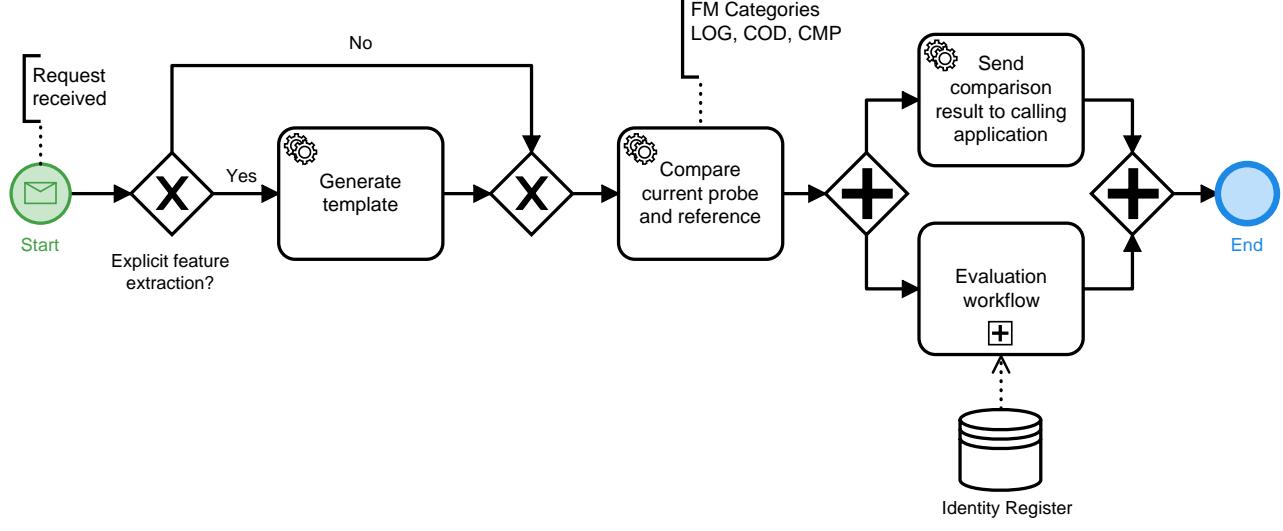 FM Categories
LOG, COD, CMP
No
Request
received
Send
comparison
result to calling
application
Yes
X
Generate
template
X
Compare
current probe
and reference
Start
Explicit feature
extraction?
End
Evaluation
workflow
Identity Register